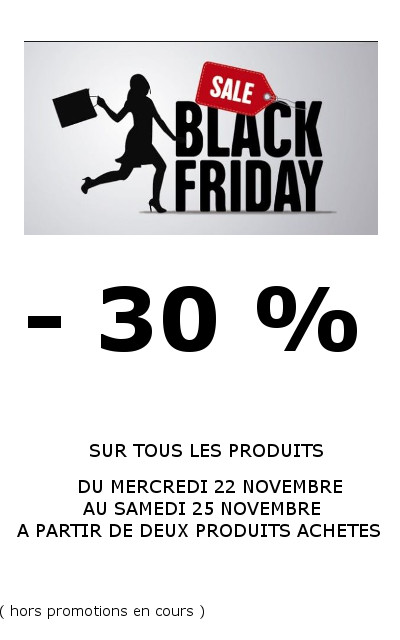 SALE
BLACK
FRIDAY
- 30 %
SUR TOUS LES PRODUITS
DU MERCREDI 22 NOVEMBRE
AU SAMEDI 25 NOVEMBRE
A PARTIR DE DEUX PRODUITS ACHETES
( hors promotions en cours )